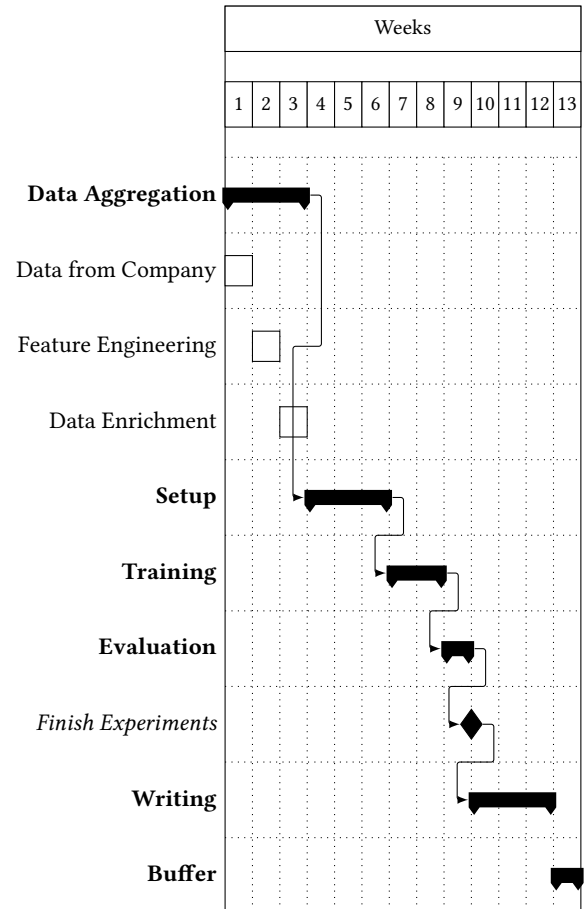 Weeks
1 2 3 4 5 6 7 8 9 10 11 12 13
Data Aggregation
Data from Company
Feature Engineering
Data Enrichment
Setup
Training
Evaluation
Finish Experiments
Writing
Buffer